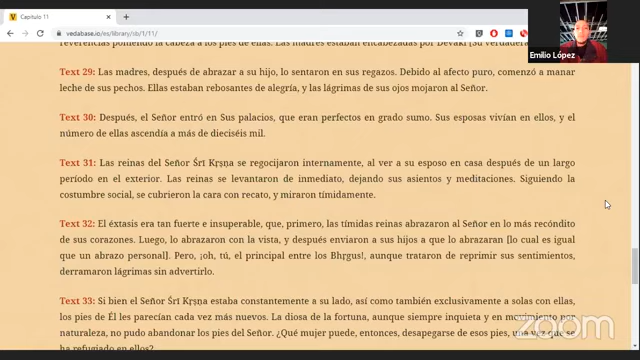 Capítulo 11
vedabase.io/es/library/sb/1/11/
Emilio López
reverencias poniendo la cabeza a los pies de ellas. Las madres estaban encabezadas por Devakī [Su verdadera
Text 29: Las madres, después de abrazar a su hijo, lo sentaron en sus regazos. Debido al afecto puro, comenzó a manar
leche de sus pechos. Ellas estaban rebosantes de alegría, y las lágrimas de sus ojos mojaron al Señor.
Text 30: Después, el Señor entró en Sus palacios, que eran perfectos en grado sumo. Sus esposas vivían en ellos, y el
número de ellas ascendía a más de dieciséis mil.
Text 31: Las reinas del Señor Śrī Kṛṣṇa se regocijaron internamente, al ver a su esposo en casa después de un largo
período en el exterior. Las reinas se levantaron de inmediato, dejando sus asientos y meditaciones. Siguiendo la
costumbre social, se cubrieron la cara con recato, y miraron tímidamente.
Text 32: El éxtasis era tan fuerte e insuperable, que, primero, las tímidas reinas abrazaron al Señor en lo más recóndito
de sus corazones. Luego, lo abrazaron con la vista, y después enviaron a sus hijos a que lo abrazaran [lo cual es igual
que un abrazo personal]. Pero, ¡oh, tú, el principal entre los Bhṛgus!, aunque trataron de reprimir sus sentimientos,
derramaron lágrimas sin advertirlo.
Text 33: Si bien el Señor Śrī Kṛṣṇa estaba constantemente a su lado, así como también exclusivamente a solas con ellas,
los pies de Él les parecían cada vez más nuevos. La diosa de la fortuna, aunque siempre inquieta y en movimiento por
naturaleza, no pudo abandonar los pies del Señor. ¿Qué mujer puede, entonces, desapegarse de esos pies, una vez que se
ha refugiado en ellos?
zoom